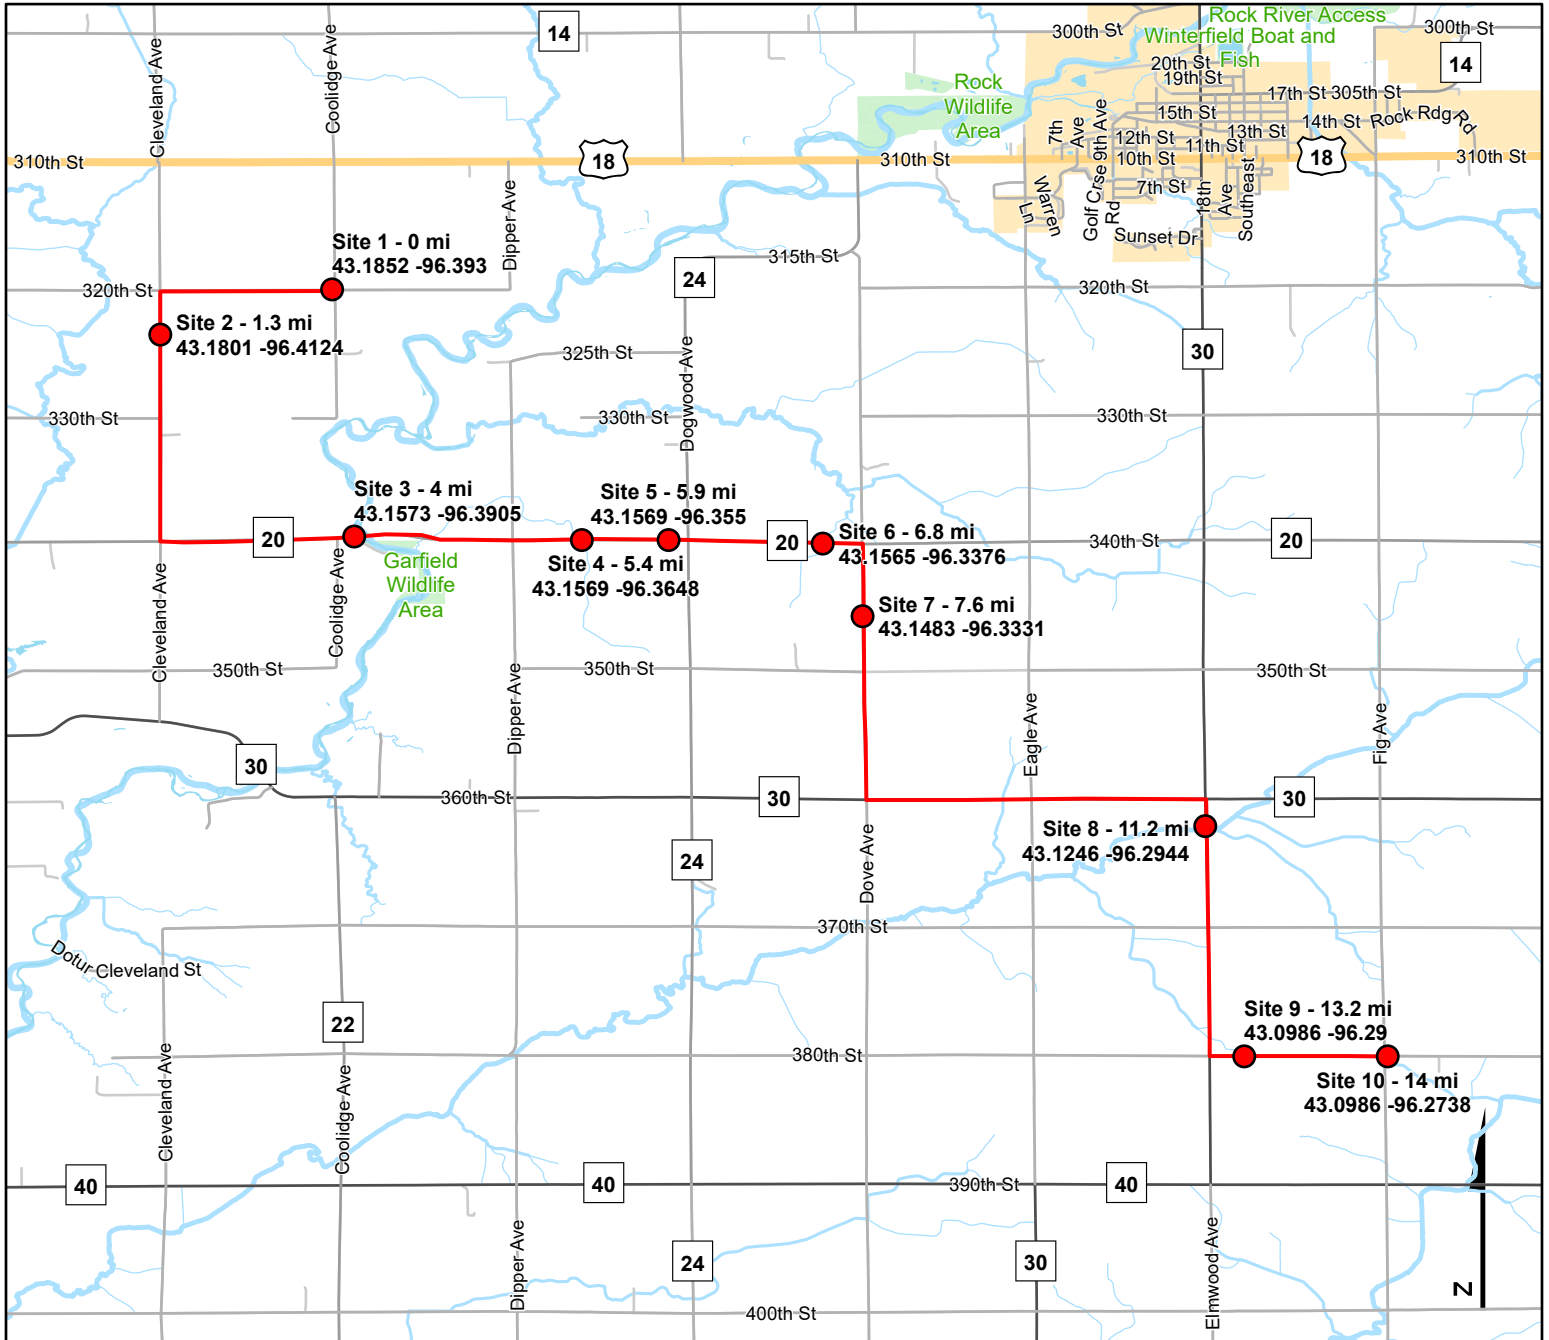 Rock River Access
Winterfield Boat and
Fish
300th St
300th St
14
14
20th St
19th St
17th St
305th St
15th St
14th St
Rock Rdg Rd
13th St
12th St
11th St
10th St
7th St
7th
Ave
9th Ave
Golf Crse
Rd
Warren
Ln
18th
Ave
Southeast
Sunset Dr
Rock
Wildlife
Area
Cleveland Ave
Coolidge Ave
310th St
18
310th St
18
310th St
Dipper Ave
Site 1 - 0 mi
43.1852 -96.393
315th St
24
320th St
320th St
Site 2 - 1.3 mi
43.1801 -96.4124
325th St
Dogwood Ave
30
330th St
330th St
330th St
Site 3 - 4 mi
43.1573 -96.3905
Site 5 - 5.9 mi
43.1569 -96.355
20
20
Site 6 - 6.8 mi
43.1565 -96.3376
340th St
20
Garfield
Wildlife
Area
Site 4 - 5.4 mi
43.1569 -96.3648
Cleveland Ave
Coolidge Ave
Site 7 - 7.6 mi
43.1483 -96.3331
350th St
350th St
350th St
Dipper Ave
Eagle Ave
Fig Ave
30
360th St
30
30
Site 8 - 11.2 mi
43.1246 -96.2944
24
Dove Ave
370th St
Dotur
Cleveland St
22
Site 9 - 13.2 mi
43.0986 -96.29
380th St
Cleveland Ave
Coolidge Ave
Site 10 - 14 mi
43.0986 -96.2738
40
40
390th St
40
Dipper Ave
24
30
Elmwood Ave
N
400th St